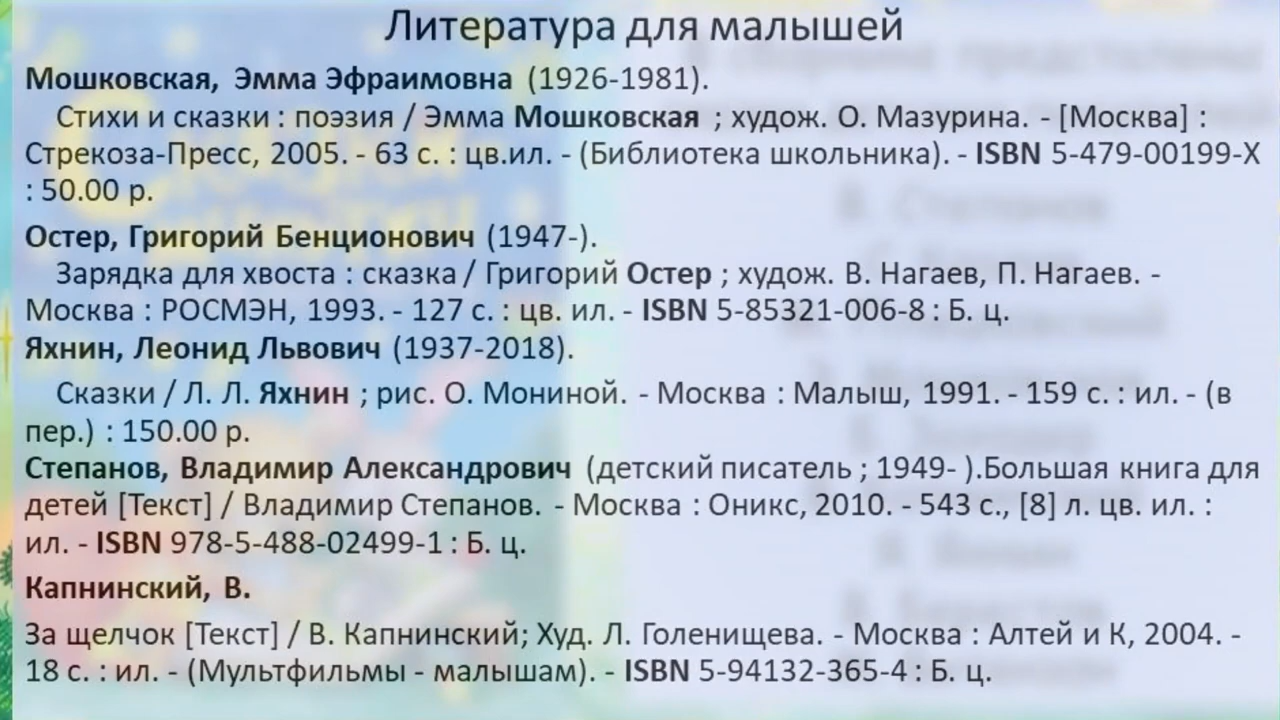 Литература для малышей
Мошковская, Эмма Эфраимовна (1926-1981).
Стихи и сказки : поэзия / Эмма Мошковская ; худож. О. Мазурина. - [Москва] :
Стрекоза-Пресс, 2005. - 63 с. : цв.ил. - (Библиотека школьника). - ISBN 5-479-00199-X
: 50.00 р.
Остер, Григорий Бенционович (1947-).
Зарядка для хвоста : сказка / Григорий Остер ; худож. В. Нагаев, П. Нагаев. -
Москва : РОСМЭН, 1993. - 127 с. : цв. ил. - ISBN 5-85321-006-8 : Б. ц.
Яхнин, Леонид Львович (1937-2018).
Сказки / Л. Л. Яхнин ; рис. О. Мониной. - Москва : Малыш, 1991. - 159 с. : ил. - (в
пер.) : 150.00 р.
Степанов, Владимир Александрович (детский писатель ; 1949- ).Большая книга для
детей [Текст] / Владимир Степанов. - Москва : Оникс, 2010. - 543 с., [8] л. цв. ил. :
ил. - ISBN 978-5-488-02499-1 : Б. ц.
Капнинский, В.
За щелчок [Текст] / В. Капнинский; Худ. Л. Голенищева. - Москва : Алтей и К, 2004. -
18 с. : ил. - (Мультфильмы - малышам). - ISBN 5-94132-365-4 : Б. ц.